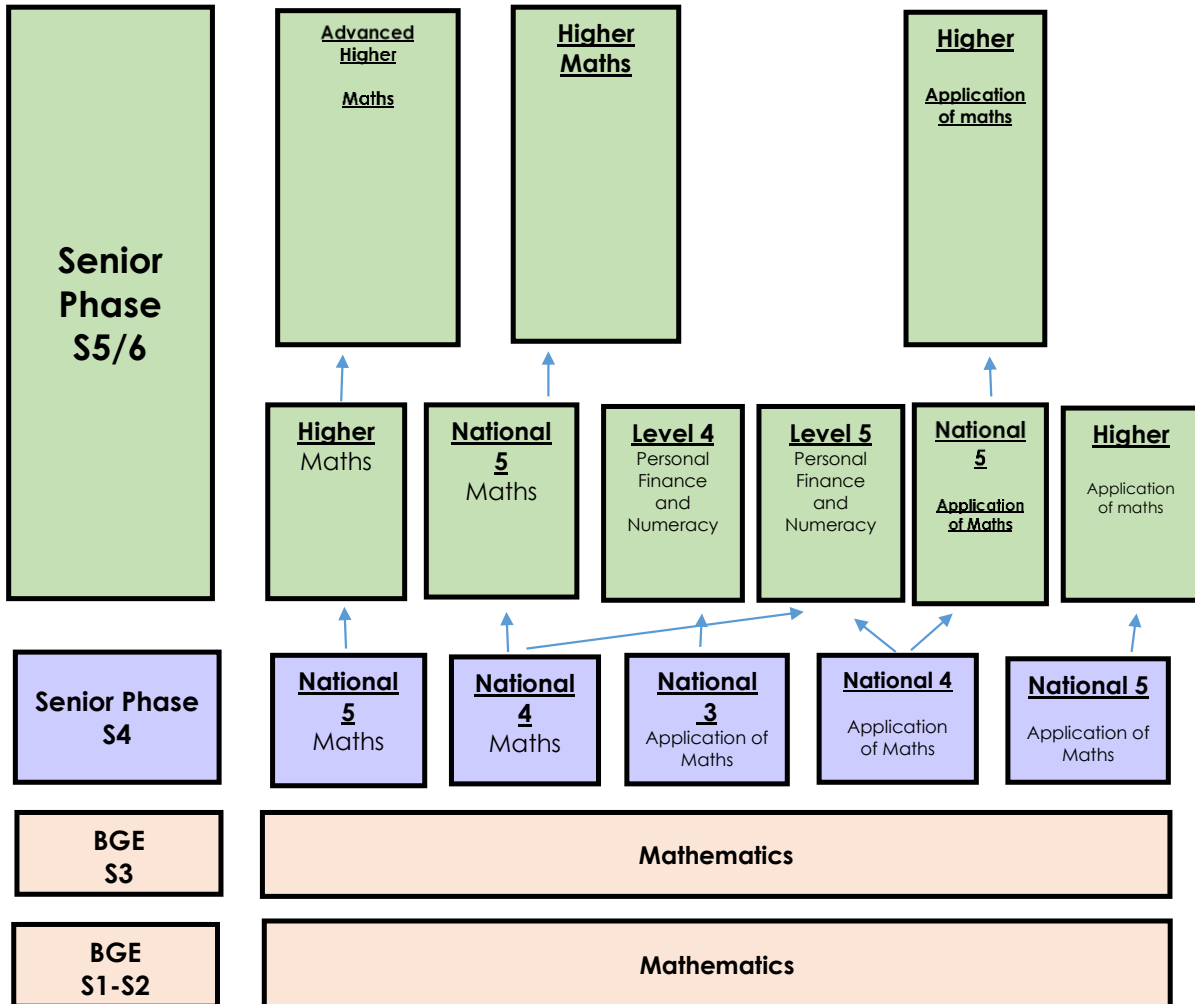 Senior
Phase
S5/6
Advanced
Higher
Maths
Higher
Maths
Higher
Application
of maths
Higher
Maths
National
5
Maths
Level 4
Personal
Finance
and
Numeracy
Level 5
Personal
Finance
and
Numeracy
National
5
Application
of Maths
Higher
Application
of maths
Senior Phase
S4
National
5
Maths
National
4
Maths
National
3
Application of
Maths
National 4
Application
of Maths
National 5
Application of
Maths
BGE
S3
Mathematics
BGE
S1-S2
Mathematics